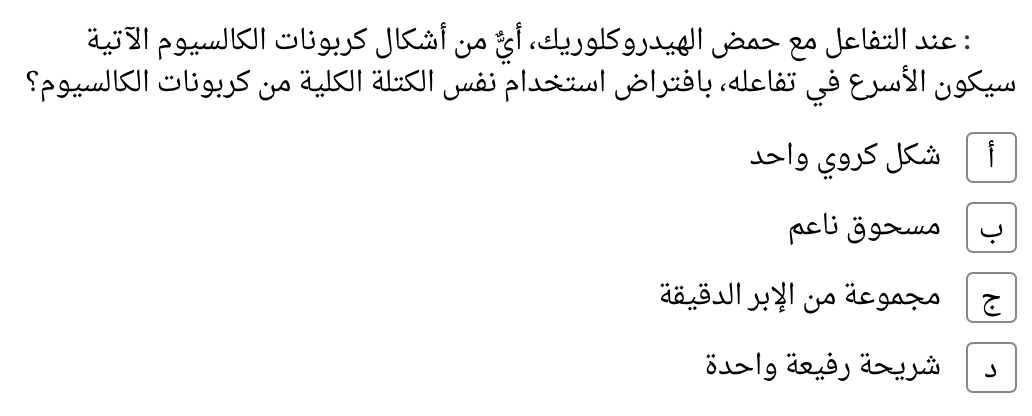 : عند التفاعل مع حمض الهيدروكلوريك، أيٌّ من أشكال كربونات الكالسيوم الآتية
سيكون الأسرع في تفاعله، بافتراض استخدام نفس الكتلة الكلية من كربونات الكالسيوم؟
أ شكل كروي واحد
ب مسحوق ناعم
ج مجموعة من الإبر الدقيقة
د شريحة رفيعة واحدة